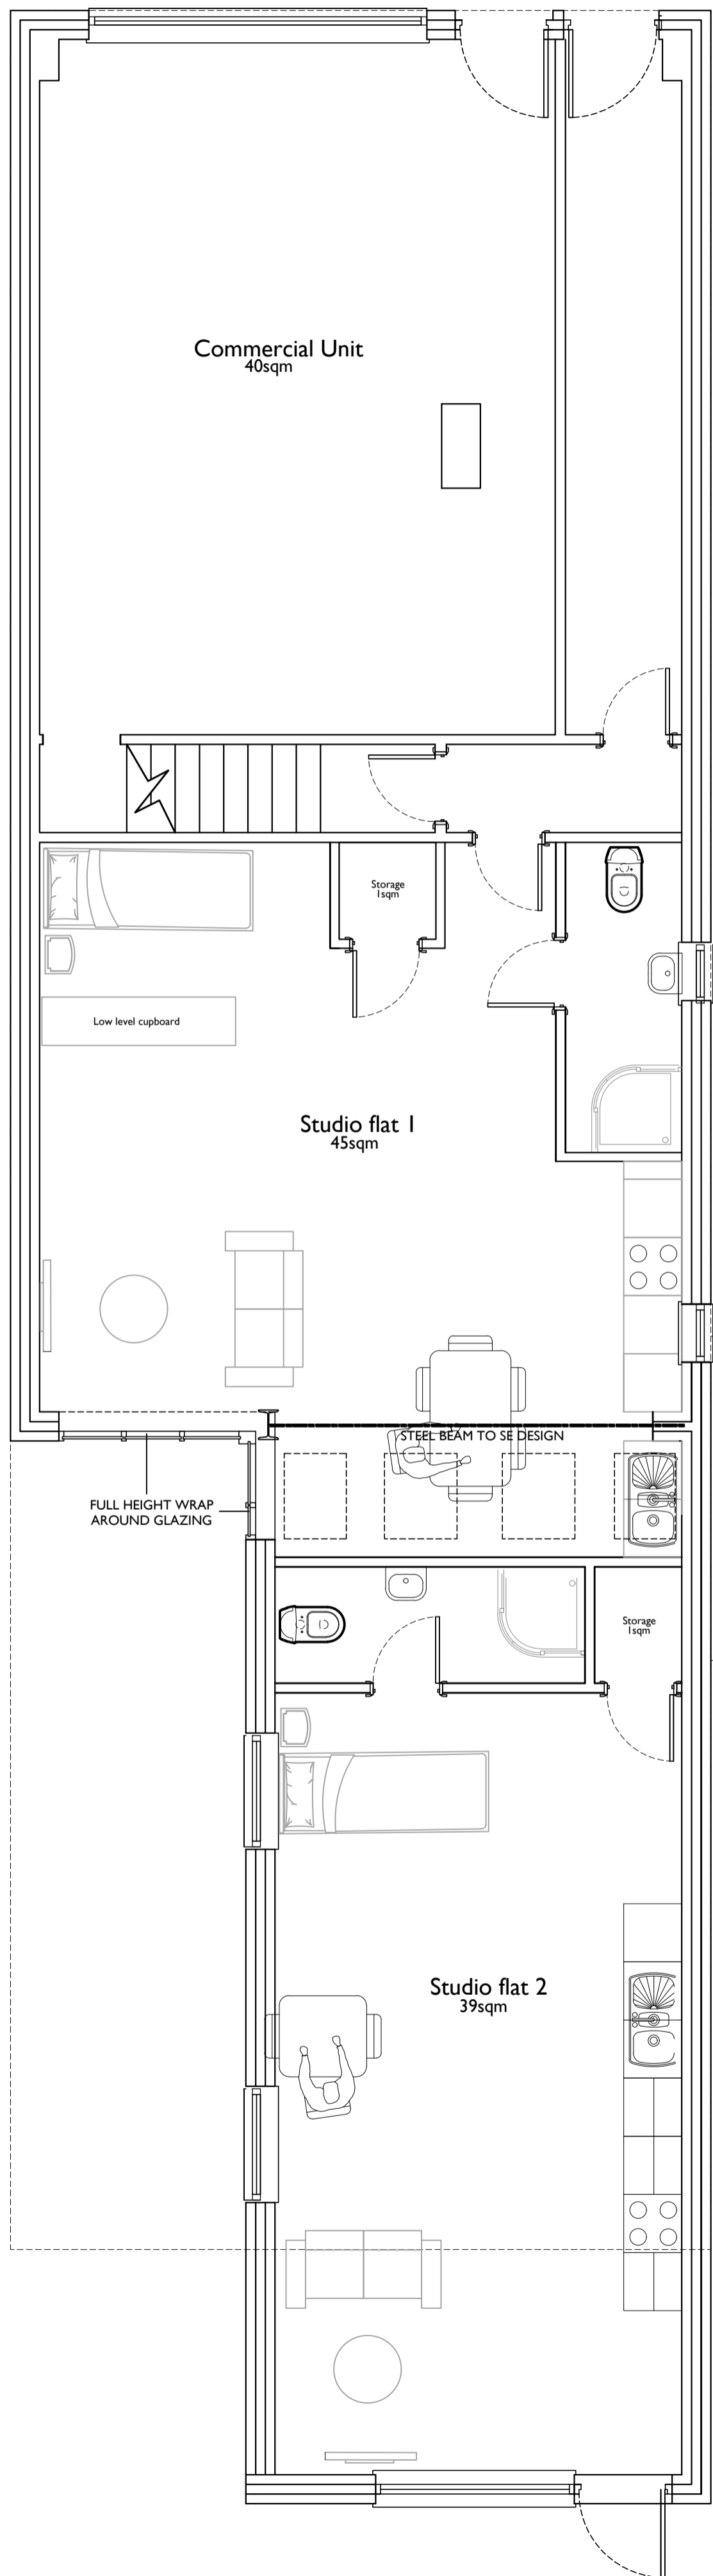 Commercial Unit
40sqm
Storage
1sqm
Low level cupboard
Studio flat 1
45sqm
STEEL BEAM TO SE DESIGN
FULL HEIGHT WRAP
AROUND GLAZING
Storage
1sqm
Studio flat 2
39sqm